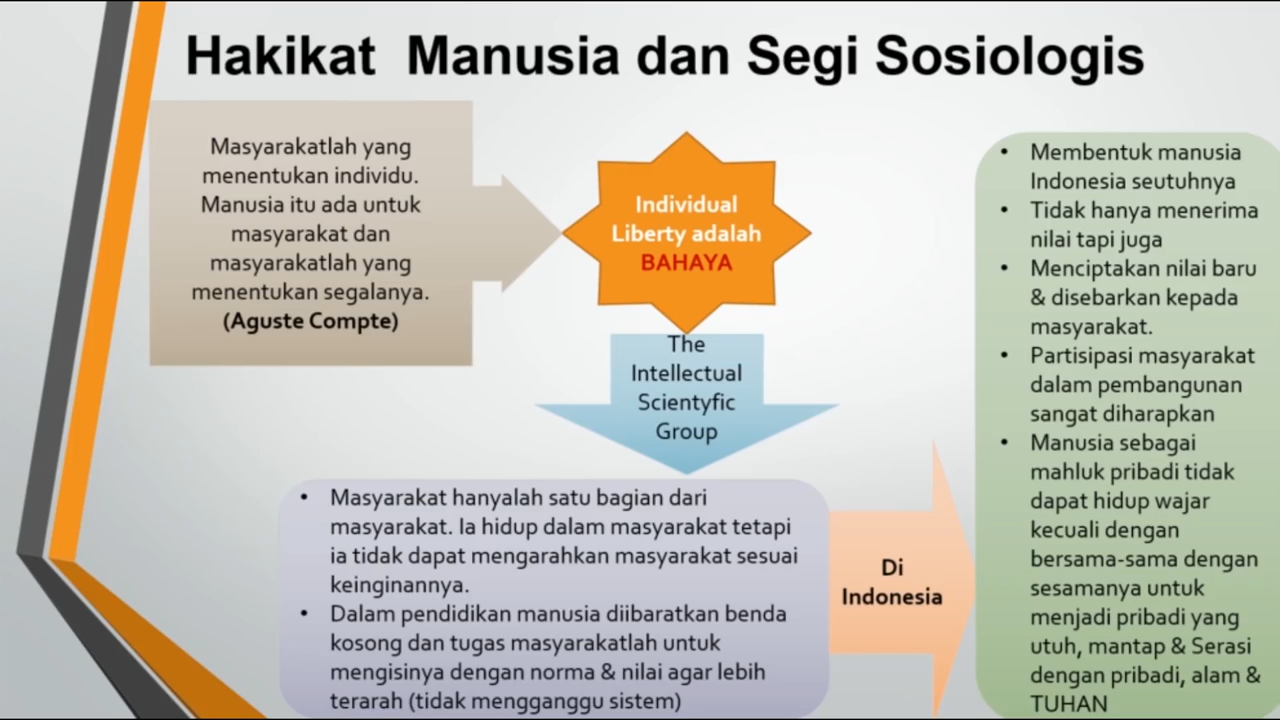 Hakikat Manusia dan Segi Sosiologis
Masyarakatlah yang
menentukan individu.
Manusia itu ada untuk
masyarakat dan
masyarakatlah yang
menentukan segalanya.
(Aguste Compte)
Individual
Liberty adalah
BAHAYA
The
Intellectual
Scientyfic
Group
• Masyarakat hanyalah satu bagian dari
masyarakat. Ia hidup dalam masyarakat tetapi
ia tidak dapat mengarahkan masyarakat sesuai
keinginannya.
• Dalam pendidikan manusia diibaratkan benda
kosong dan tugas masyarakatlah untuk
mengisinya dengan norma & nilai agar lebih
terarah (tidak mengganggu sistem)
Di
Indonesia
• Membentuk manusia
Indonesia seutuhnya
• Tidak hanya menerima
nilai tapi juga
• Menciptakan nilai baru
& disebarkan kepada
masyarakat.
• Partisipasi masyarakat
dalam pembangunan
sangat diharapkan
• Manusia sebagai
mahluk pribadi tidak
dapat hidup wajar
kecuali dengan
bersama-sama dengan
sesamanya untuk
menjadi pribadi yang
utuh, mantap & Serasi
dengan pribadi, alam &
TUHAN